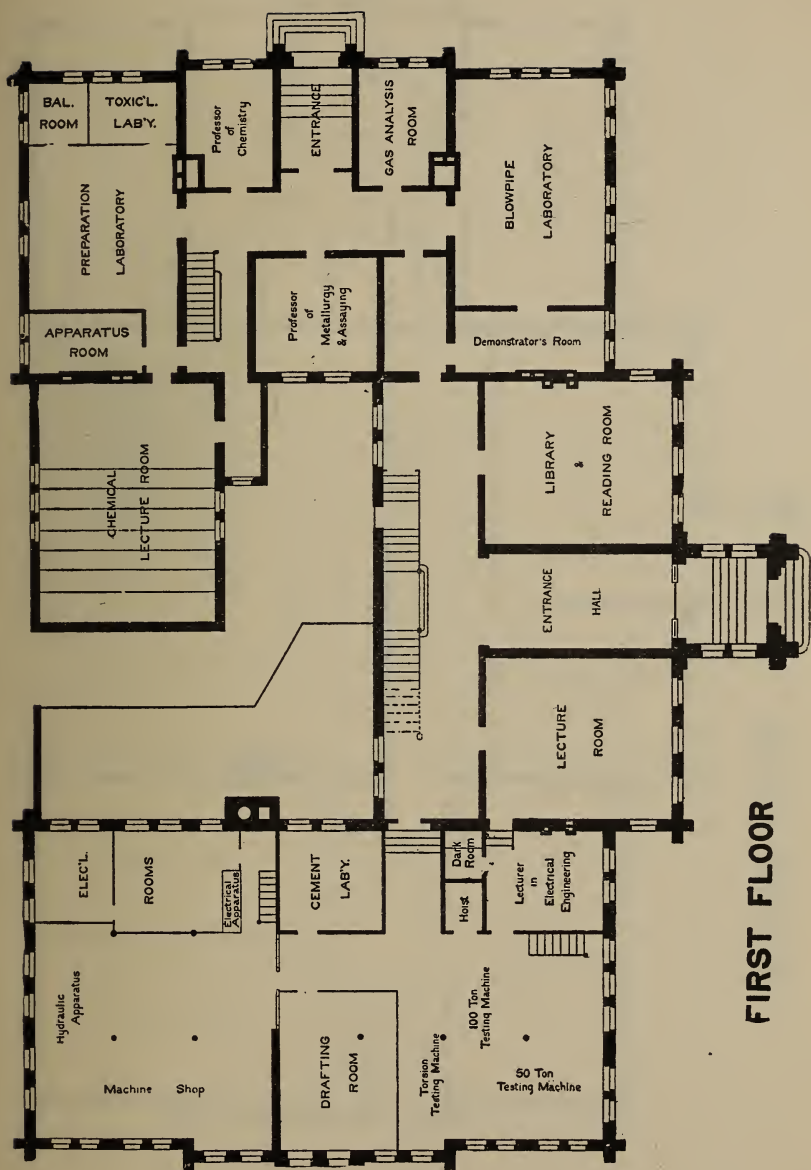 BAL.
ROOM
TOXIC'L.
LAB'Y.
Professor
of
Chemistry
ENTRANCE
GAS ANALYSIS
ROOM
PREPARATION
LABORATORY
BLOWPIPE
LABORATORY
APPARATUS
ROOM
Professor
of
Metallurgy
& Assaying
Demonstrator's Room
CHEMICAL
LECTURE ROOM
LIBRARY
&
READING ROOM
ENTRANCE
HALL
LECTURE
ROOM
ELEC'L.
ROOMS
Electrical
Apparatus
CEMENT
LAB'Y.
Dark
Room
Hoist
Lecturer
in
Electrical
Engineering
Hydraulic
Apparatus
Machine Shop
DRAFTING
ROOM
Torsion
Testing Machine
100 Ton
Testing Machine
50 Ton
Testing Machine
FIRST FLOOR